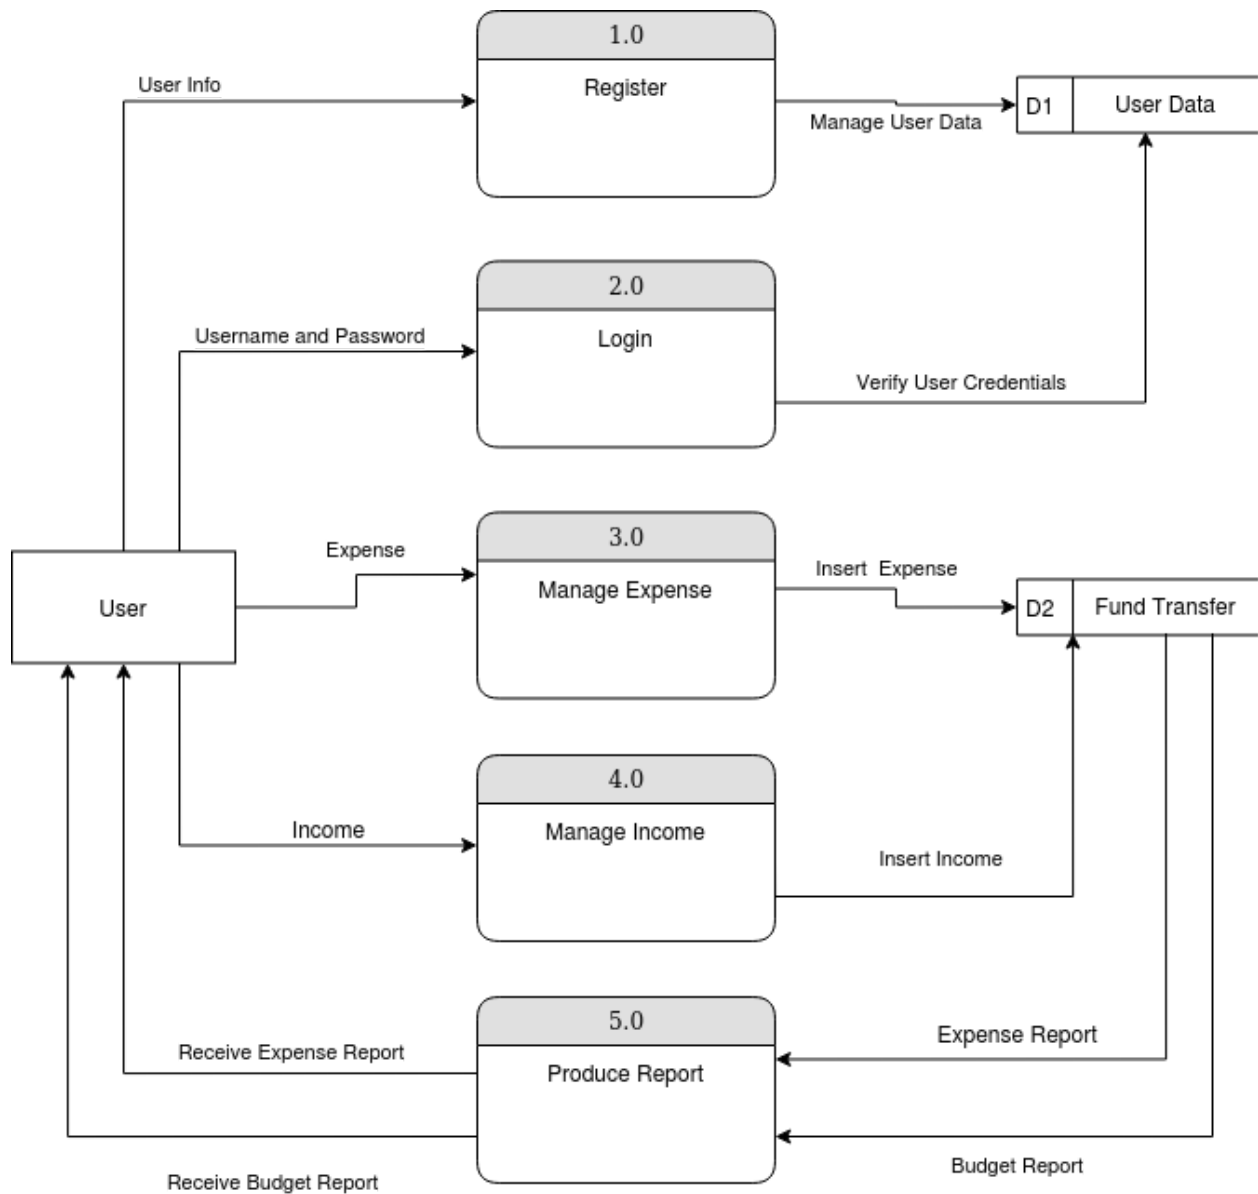 1.0
Register
User Info
Manage User Data
D1
User Data
2.0
Login
Username and Password
Verify User Credentials
3.0
Manage Expense
Expense
Insert  Expense
User
D2
Fund Transfer
4.0
Manage Income
Income
Insert Income
5.0
Produce Report
Receive Expense Report
Expense Report
Receive Budget Report
Budget Report